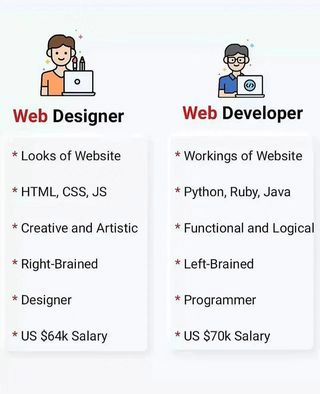 Web Designer
* Looks of Website
* HTML, CSS, JS
* Creative and Artistic
* Right-Brained
* Designer
* US $64k Salary
Web Developer
* Workings of Website
* Python, Ruby, Java
* Functional and Logical
* Left-Brained
* Programmer
* US $70k Salary